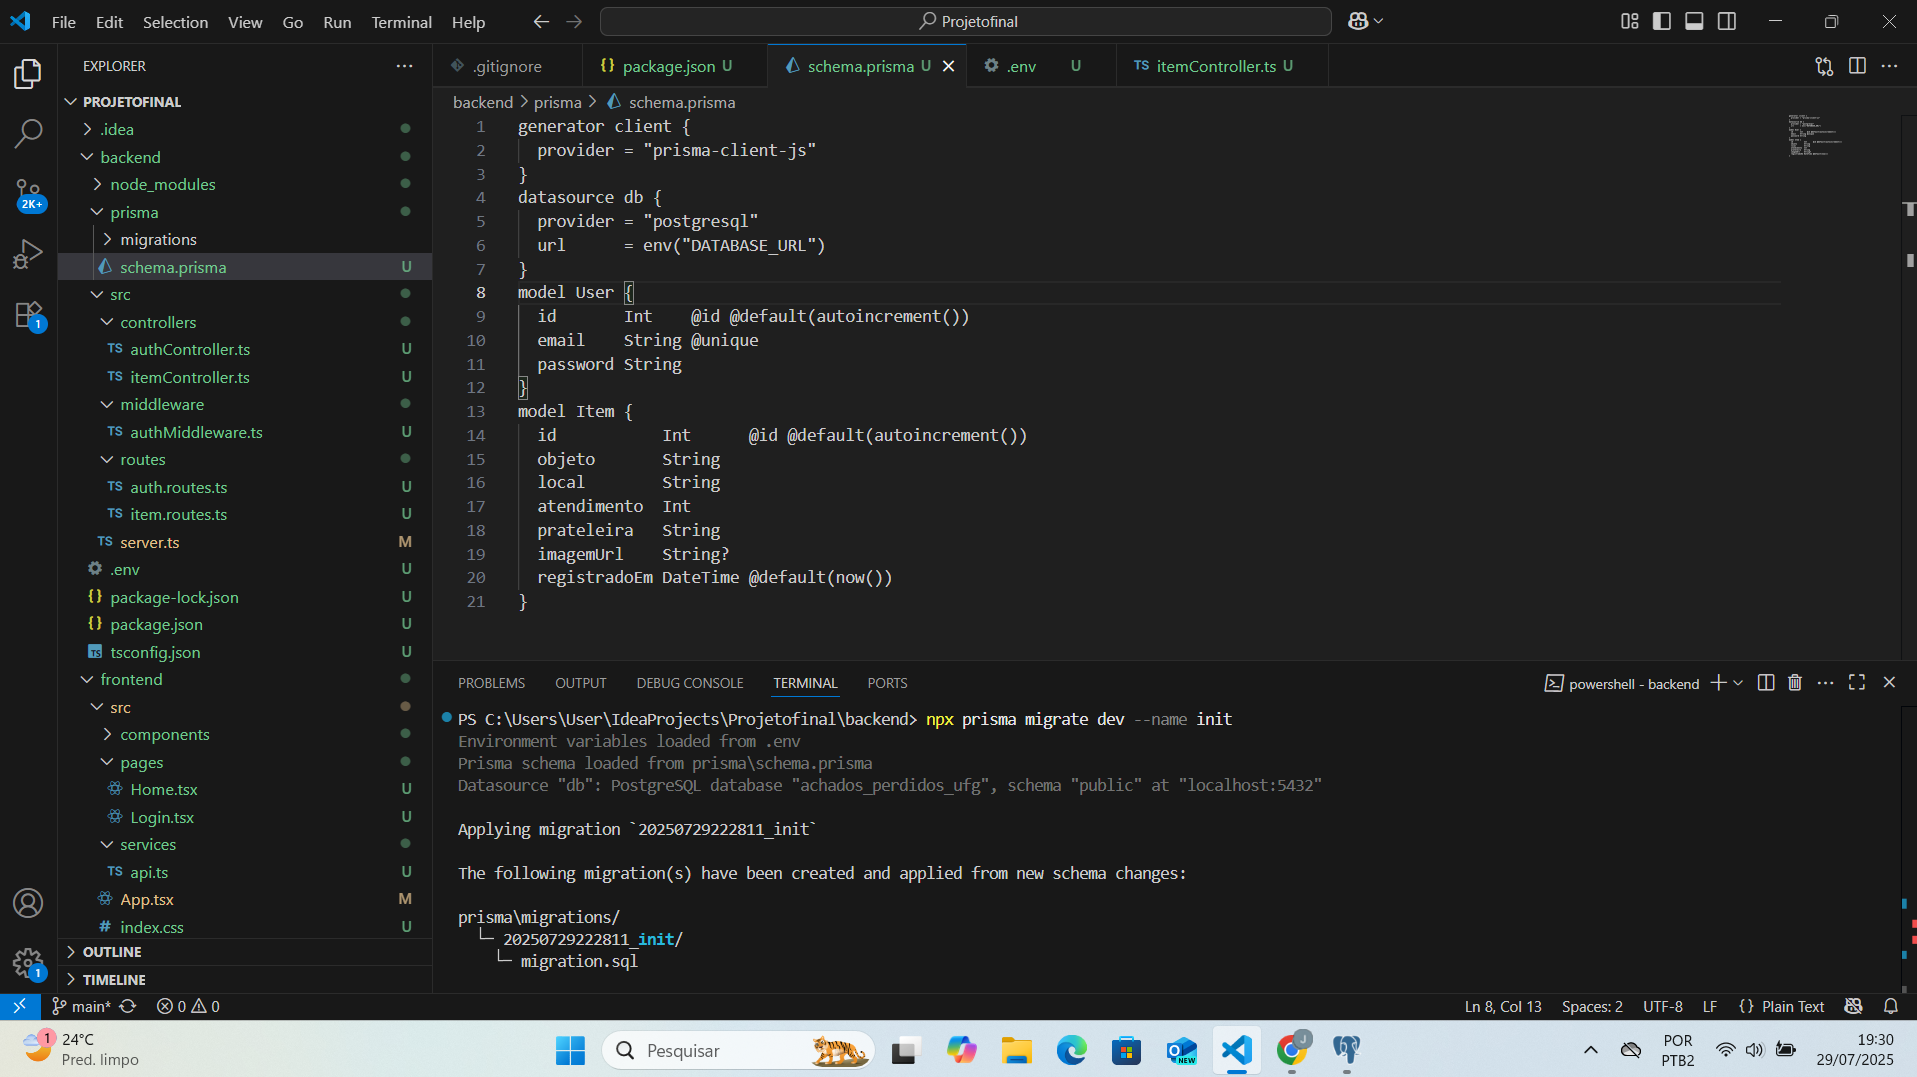 File Edit Selection View Go Run Terminal Help
Projetofinal
EXPLORER
PROJETOFINAL
.idea
backend
node_modules
prisma
migrations
schema.prisma U
src
controllers
authController.ts U
itemController.ts U
middleware
authMiddleware.ts U
routes
auth.routes.ts U
item.routes.ts U
server.ts M
.env U
package-lock.json U
package.json U
tsconfig.json U
frontend
src
components
pages
Home.tsx U
Login.tsx U
services
api.ts U
App.tsx M
index.css U
OUTLINE
TIMELINE
2K+
1
1
.gitignore
package.json U
schema.prisma U
.env U
TS itemController.ts U
backend > prisma > schema.prisma
1 generator client {
2 provider = "prisma-client-js"
3 }
4 datasource db {
5 provider = "postgresql"
6 url = env("DATABASE_URL")
7 }
8 model User {
9 id Int @id @default(autoincrement())
10 email String @unique
11 password String
12 }
13 model Item {
14 id Int @id @default(autoincrement())
15 objeto String
16 local String
17 atendimento Int
18 prateleira String
19 imagemUrl String?
20 registradoEm DateTime @default(now())
21 }
PROBLEMS OUTPUT DEBUG CONSOLE TERMINAL PORTS
powershell - backend
PS C:\Users\User\IdeaProjects\Projetofinal\backend> npx prisma migrate dev --name init
Environment variables loaded from .env
Prisma schema loaded from prisma\schema.prisma
Datasource "db": PostgreSQL database "achados_perdidos_ufg", schema "public" at "localhost:5432"
Applying migration `20250729222811_init`
The following migration(s) have been created and applied from new schema changes:
prisma\migrations/
└─ 20250729222811_init/
└─ migration.sql
main* 0 0
Ln 8, Col 13 Spaces: 2 UTF-8 LF {} Plain Text
1
24°C
Pred. limpo
Pesquisar
NEW
J
POR
PTB2
19:30
29/07/2025